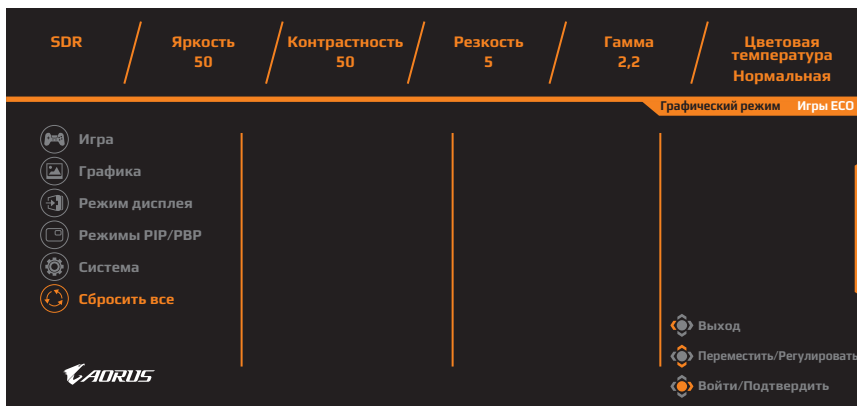 SDR
Яркость
50
Контрастность
50
Резкость
5
Гамма
2,2
Цветовая
температура
Нормальная
Графический режим Игры ECO
Игра
Графика
Режим дисплея
Режимы PIP/PBP
Система
Сбросить все
Выход
Переместить/Регулировать
Войти/Подтвердить
AORUS